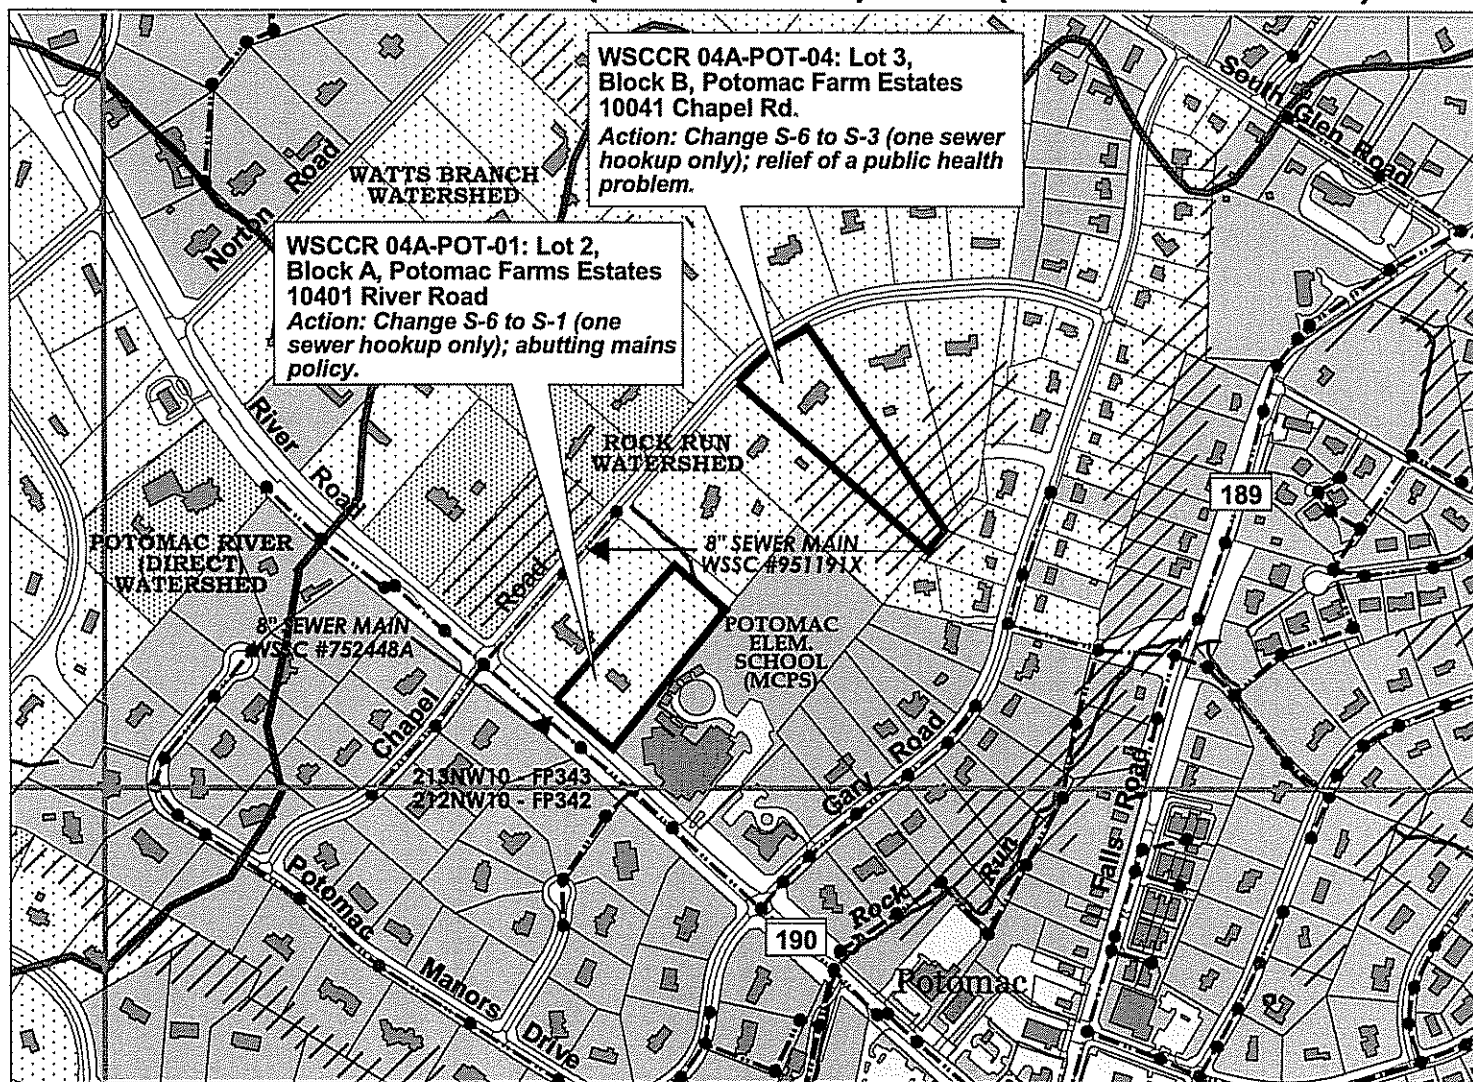 WSCCR 04A-POT-04: Lot 3,
Block B, Potomac Farm Estates
10041 Chapel Rd.
Action: Change S-6 to S-3 (one sewer
hookup only); relief of a public health
problem.
South Glen Road
Norton Road
WATTS BRANCH
WATERSHED
WSCCR 04A-POT-01: Lot 2,
Block A, Potomac Farms Estates
10401 River Road
Action: Change S-6 to S-1 (one
sewer hookup only); abutting mains
policy.
River Road
ROCK RUN
WATERSHED
189
POTOMAC RIVER
(DIRECT)
WATERSHED
8" SEWER MAIN
WSSC #951191X
8" SEWER MAIN
WSSC #752448A
POTOMAC
ELEM.
SCHOOL
(MCPS)
Chapel Road
213NW10 - FP343
212NW10 - FP342
Gary Road
Falls Road
Rock Run
190
Potomac
Potomac Manors Drive